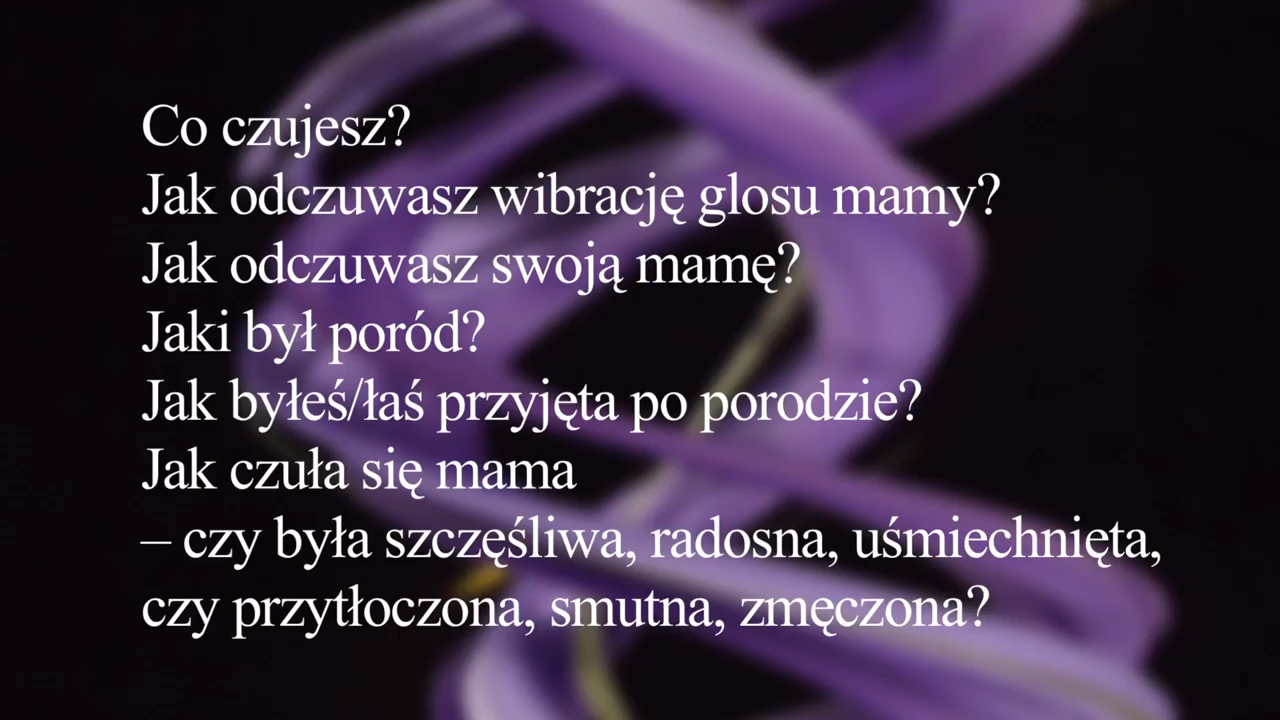 Co czujesz?
Jak odczuwasz wibrację glosu mamy?
Jak odczuwasz swoją mamę?
Jaki był poród?
Jak byłeś/łaś przyjęta po porodzie?
Jak czuła się mama
– czy była szczęśliwa, radosna, uśmiechnięta,
czy przytłoczona, smutna, zmęczona?